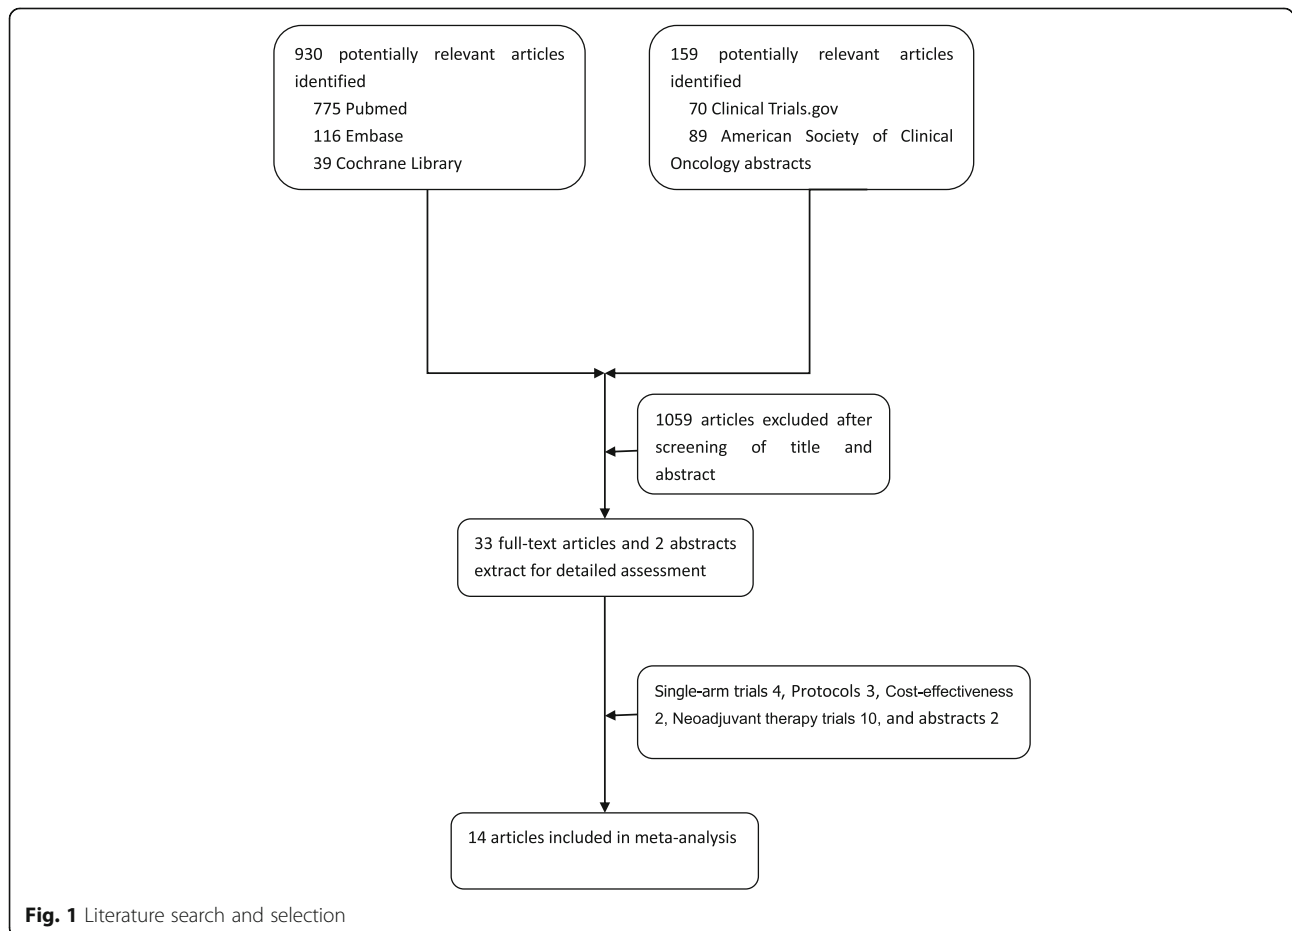 930 potentially relevant articles
identified
775 Pubmed
116 Embase
39 Cochrane Library
159 potentially relevant articles
identified
70 Clinical Trials.gov
89 American Society of Clinical
Oncology abstracts
1059 articles excluded after
screening of title and
abstract
33 full-text articles and 2 abstracts
extract for detailed assessment
Single-arm trials 4, Protocols 3, Cost-effectiveness
2, Neoadjuvant therapy trials 10, and abstracts 2
14 articles included in meta-analysis
Fig. 1 Literature search and selection